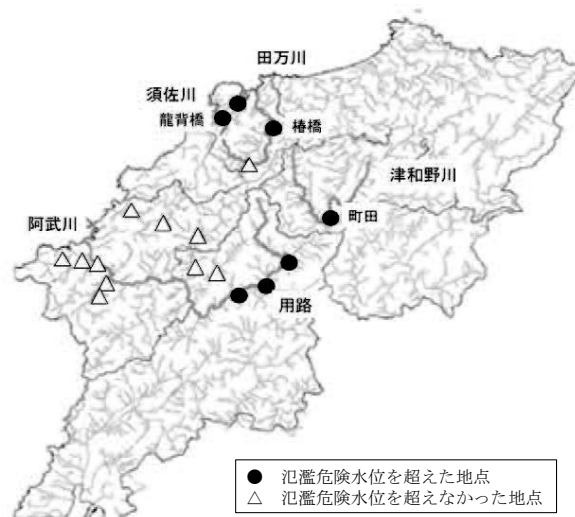 田万川
須佐川
龍背橋
椿橋
津和野川
町田
阿武川
用路
● 氾濫危険水位を超えた地点
△ 氾濫危険水位を超えなかった地点